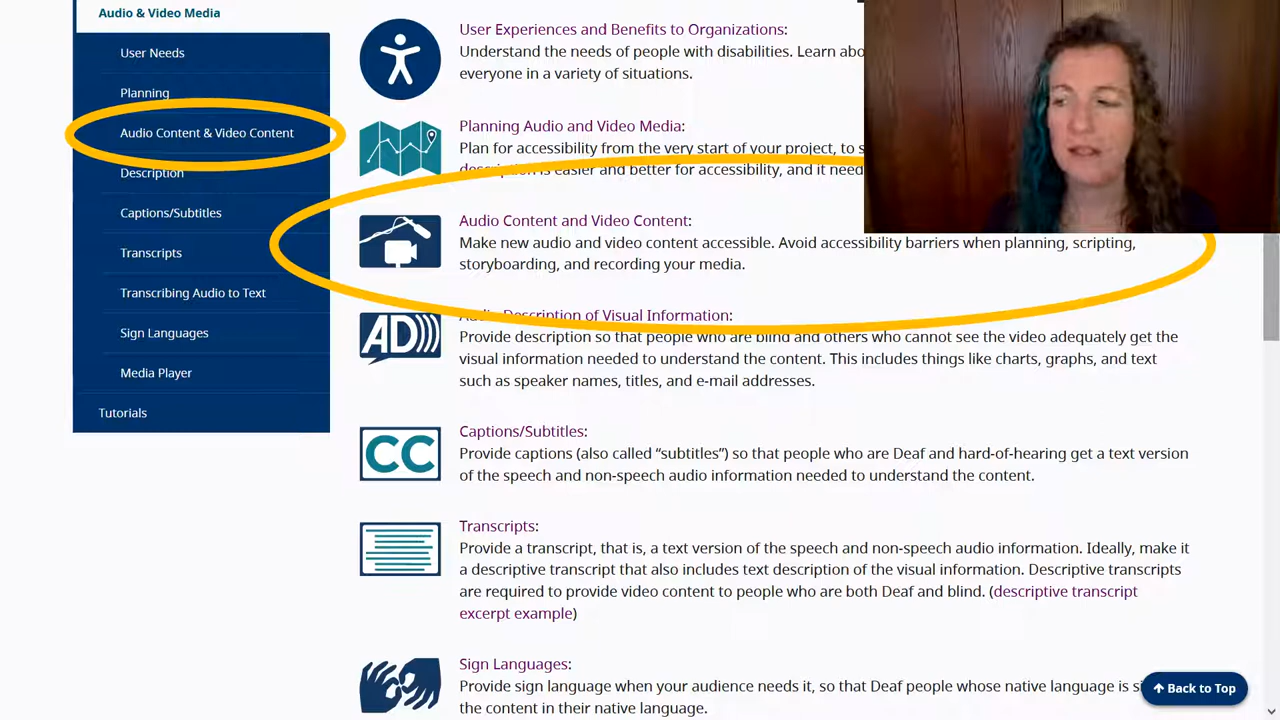 Audio & Video Media
User Needs
Planning
Audio Content & Video Content
Description
Captions/Subtitles
Transcripts
Transcribing Audio to Text
Sign Languages
Media Player
Tutorials
User Experiences and Benefits to Organizations:
Understand the needs of people with disabilities. Learn
everyone in a variety of situations.
Planning Audio and Video Media:
Plan for accessibility from the very start of your project, to
description is easier and better for accessibility, and it
Audio Content and Video Content:
Make new audio and video content accessible. Avoid accessibility barriers when planning, scripting,
storyboarding, and recording your media.
AD
Audio Description of Visual Information:
Provide description so that people who are blind and others who cannot see the video adequately get the
visual information needed to understand the content. This includes things like charts, graphs, and text
such as speaker names, titles, and e-mail addresses.
CC
Captions/Subtitles:
Provide captions (also called “subtitles”) so that people who are Deaf and hard-of-hearing get a text version
of the speech and non-speech audio information needed to understand the content.
Transcripts:
Provide a transcript, that is, a text version of the speech and non-speech audio information. Ideally, make it
a descriptive transcript that also includes text description of the visual information. Descriptive transcripts
are required to provide video content to people who are both Deaf and blind. (descriptive transcript
excerpt example)
Sign Languages:
Provide sign language when your audience needs it, so that Deaf people whose native language is
the content in their native language.
Back to Top